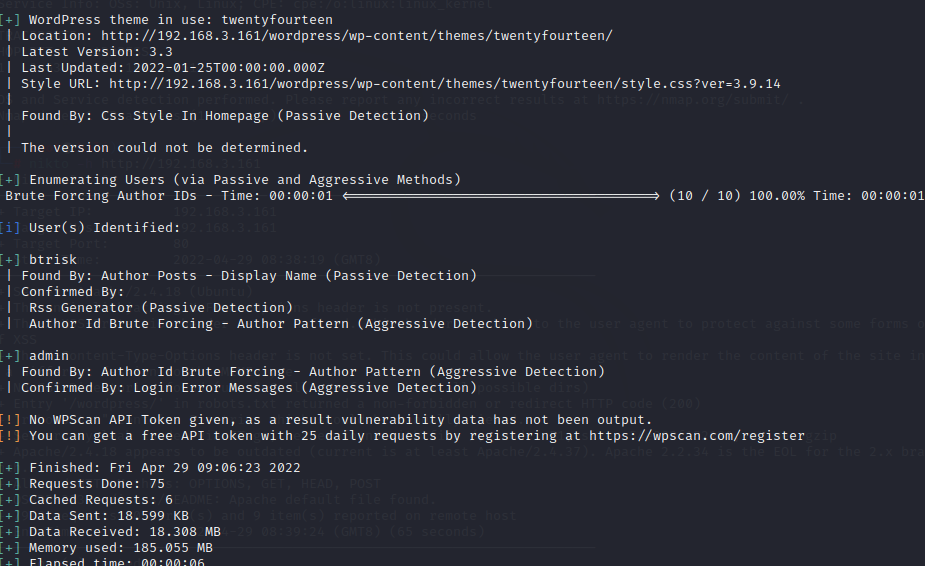 [+] WordPress theme in use: twentyfourteen
| Location: http://192.168.3.161/wordpress/wp-content/themes/twentyfourteen/
| Latest Version: 3.3
| Last Updated: 2022-01-25T00:00:00.000Z
| Style URL: http://192.168.3.161/wordpress/wp-content/themes/twentyfourteen/style.css?ver=3.9.14
|
| Found By: Css Style In Homepage (Passive Detection)
|
| The version could not be determined.
[+] Enumerating Users (via Passive and Aggressive Methods)
Brute Forcing Author IDs - Time: 00:00:01 <==================================> (10 / 10) 100.00% Time: 00:00:01
[i] User(s) Identified:
[+] btrisk
| Found By: Author Posts - Display Name (Passive Detection)
| Confirmed By:
| Rss Generator (Passive Detection)
| Author Id Brute Forcing - Author Pattern (Aggressive Detection)
[+] admin
| Found By: Author Id Brute Forcing - Author Pattern (Aggressive Detection)
| Confirmed By: Login Error Messages (Aggressive Detection)
[!] No WPScan API Token given, as a result vulnerability data has not been output.
[!] You can get a free API token with 25 daily requests by registering at https://wpscan.com/register
[+] Finished: Fri Apr 29 09:06:23 2022
[+] Requests Done: 75
[+] Cached Requests: 6
[+] Data Sent: 18.599 KB
[+] Data Received: 18.308 MB
[+] Memory used: 185.055 MB
[+] Elapsed time: 00:00:06